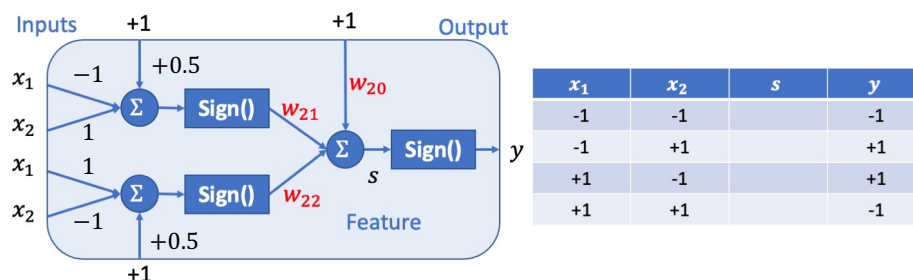 Inputs
+1
+1
Output
x₁
−1
+0.5
w₂₀
Σ
Sign()
w₂₁
x₂
1
x₁
1
Σ
Sign()
y
s
Σ
Sign()
w₂₂
x₂
−1
+0.5
Feature
+1
x₁ x₂ s y
-1 -1 -1
-1 +1 +1
+1 -1 +1
+1 +1 -1